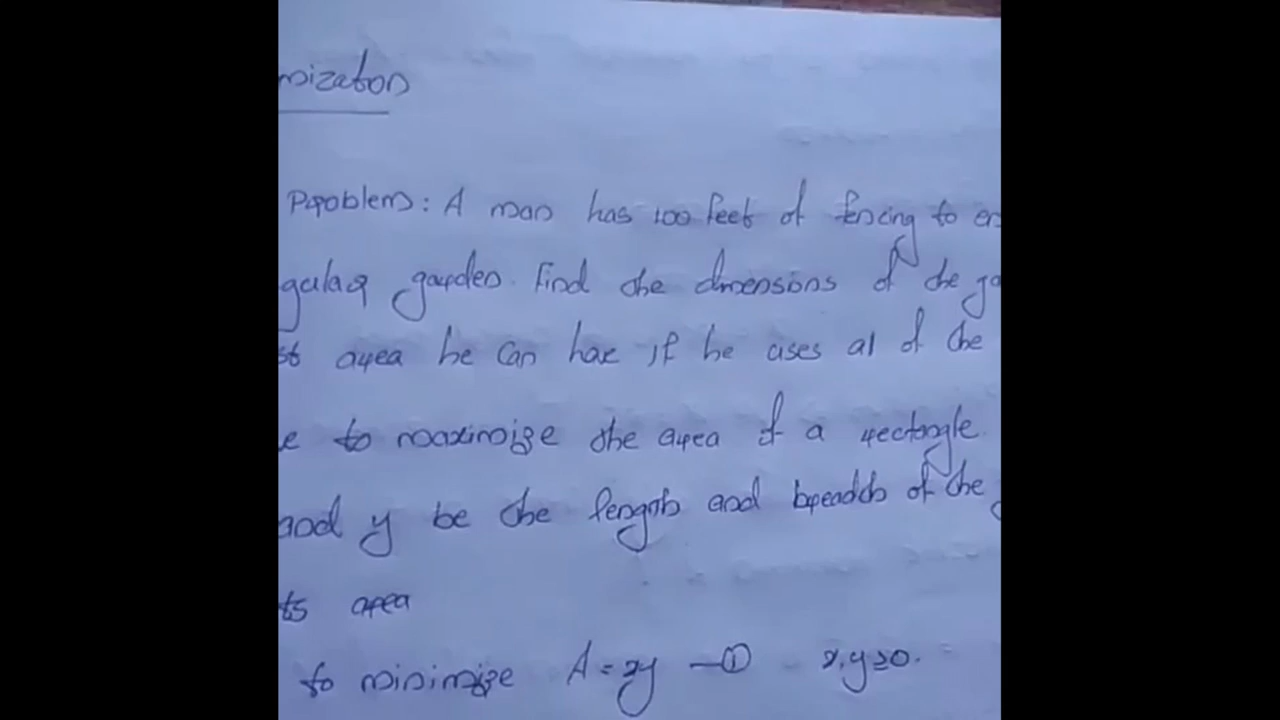 mization
Problem: A man has 100 feet of fencing to en
gular garden. Find the dimensions of the ga
st area he can have if he uses al of the
e to maximize the area of a rectangle.
and y be the length and breadth of the
ts area
to minimize A = xy —① x, y ≥ 0.